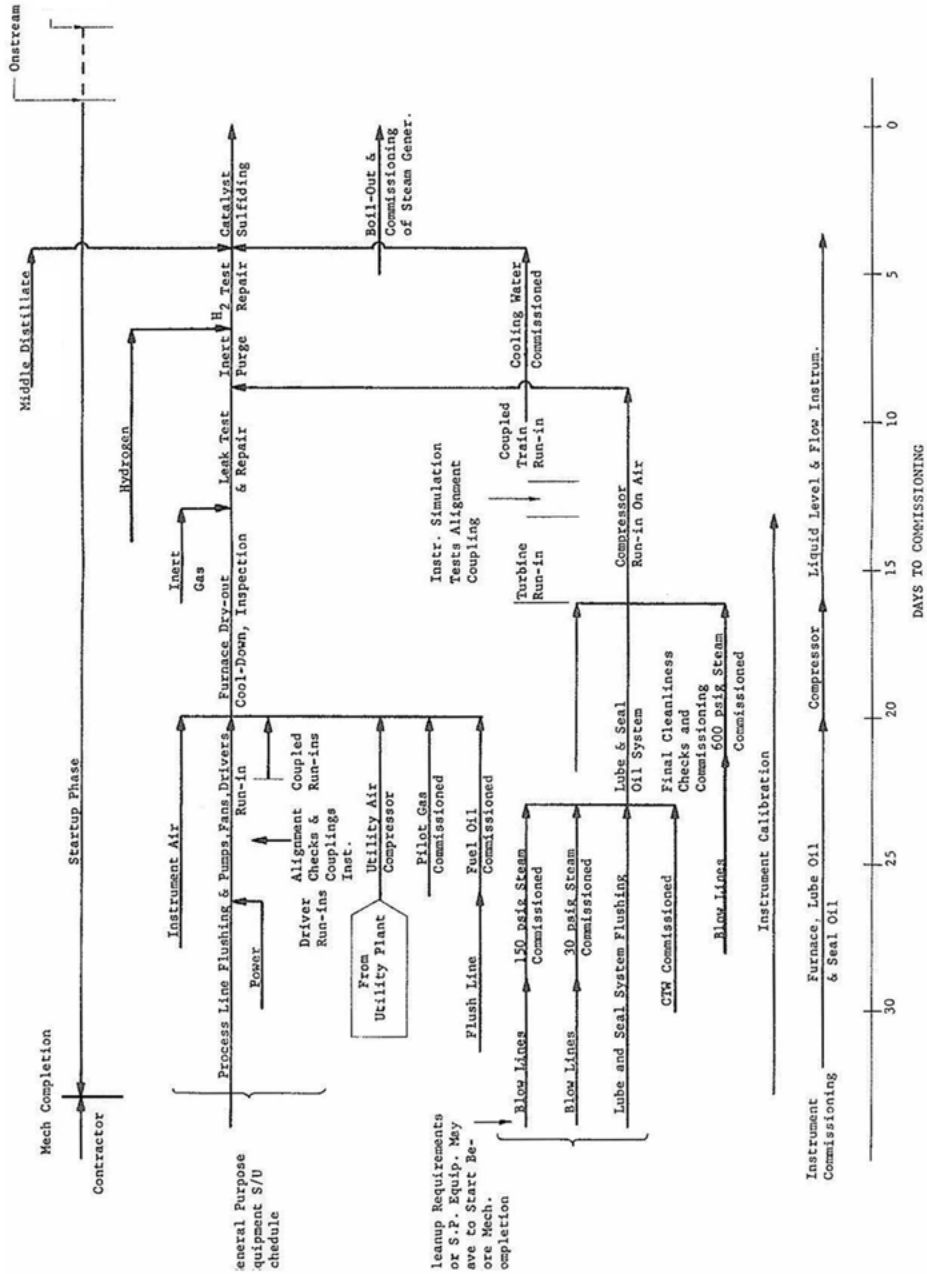 Onstream
Startup Phase
Mech Completion
Contractor
Middle Distillate
Hydrogen
Inert
Gas
Instrument Air
General Purpose
Equipment S/U
chedule
Process Line Flushing & Pumps,Fans,Drivers
Run-in
Furnace Dry-out
Cool-Down, Inspection
Leak Test
& Repair
Inert
Purge
H2 Test
Repair
Catalyst
Sulfiding
Power
Driver
Run-ins
Alignment
Checks &
Couplings
Inst.
Coupled
Run-ins
From
Utility Plant
Utility Air
Compressor
Boil-Out &
Commissioning
of Steam Gener.
Pilot Gas
Commissioned
Flush Line
Fuel Oil
Commissioned
Instr. Simulation
Tests Alignment
Coupling
leanup Requirements
or S.P. Equip. May
ave to Start Be-
ore Mech.
ompletion
Blow Lines
150 psig Steam
Commissioned
Turbine
Run-in
Coupled
Train
Run-in
Cooling Water
Commissioned
Blow Lines
30 psig Steam
Commissioned
Lube and Seal System Flushing
Lube & Seal
Oil System
Compressor
Run-in On Air
CTW Commissioned
Final Cleanliness
Checks and
Commissioning
Blow Lines
600 psig Steam
Commissioned
Instrument Calibration
Instrument
Commissioning
Furnace, Lube Oil
& Seal Oil
Compressor
Liquid Level & Flow Instrum.
30
25
20
15
10
5
0
DAYS TO COMMISSIONING